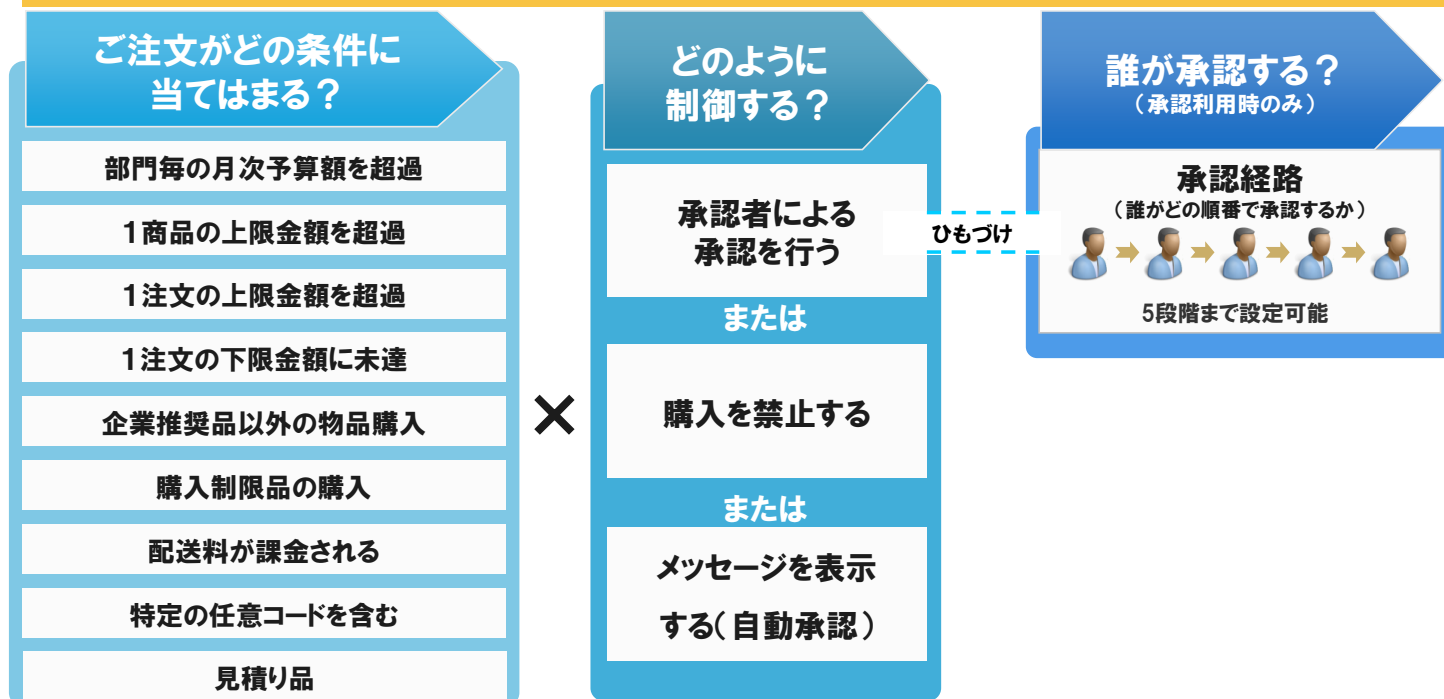 ご注文がどの条件に
当てはまる？
部門毎の月次予算額を超過
1商品の上限金額を超過
1注文の上限金額を超過
1注文の下限金額に未達
企業推奨品以外の物品購入
購入制限品の購入
配送料が課金される
特定の任意コードを含む
見積り品
×
どのように
制御する？
承認者による
承認を行う
または
購入を禁止する
または
メッセージを表示
する（自動承認）
ひもづけ
誰が承認する？
（承認利用時のみ）
承認経路
（誰がどの順番で承認するか）
5段階まで設定可能